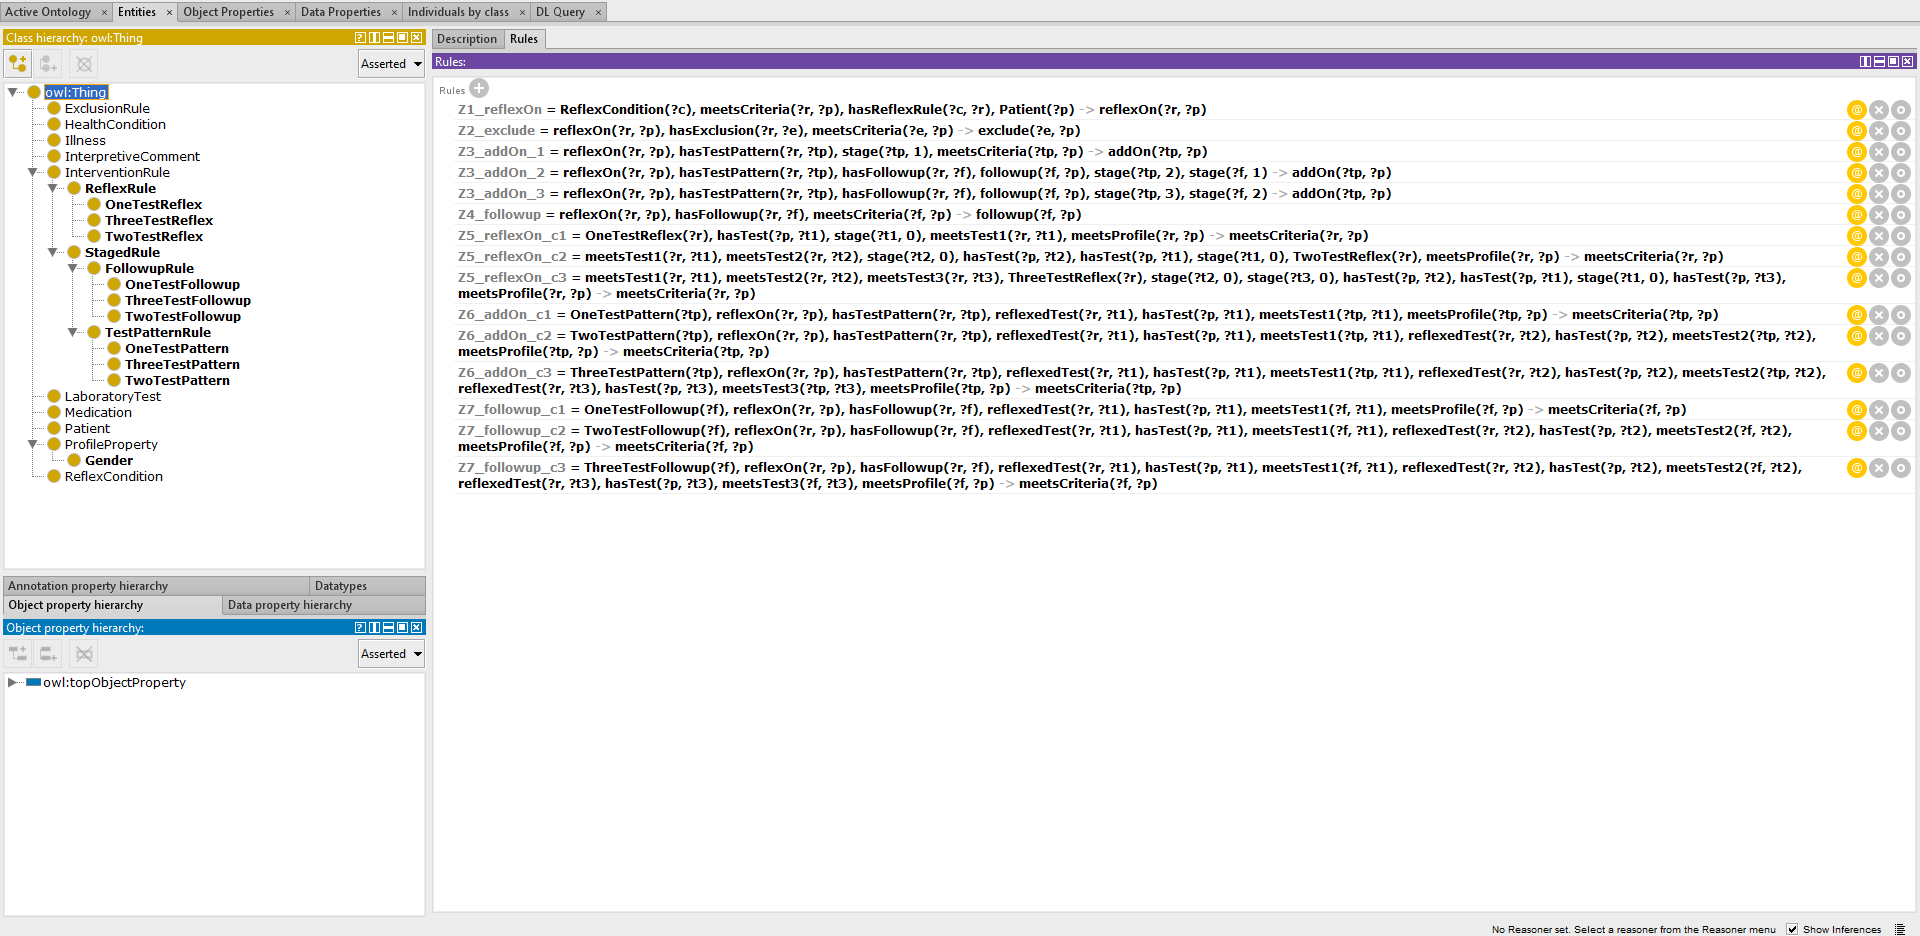 Active Ontology × Entities × Object Properties × Data Properties × Individuals by class × DL Query ×
Class hierarchy: owl:Thing
Asserted
owl:Thing
ExclusionRule
HealthCondition
Illness
InterpretiveComment
InterventionRule
ReflexRule
OneTestReflex
ThreeTestReflex
TwoTestReflex
StagedRule
FollowupRule
OneTestFollowup
ThreeTestFollowup
TwoTestFollowup
TestPatternRule
OneTestPattern
ThreeTestPattern
TwoTestPattern
LaboratoryTest
Medication
Patient
ProfileProperty
Gender
ReflexCondition
Annotation property hierarchy Datatypes
Object property hierarchy Data property hierarchy
Object property hierarchy:
Asserted
owl:topObjectProperty
Description Rules
Rules:
Rules
Z1_reflexOn = ReflexCondition(?c), meetsCriteria(?r, ?p), hasReflexRule(?c, ?r), Patient(?p) -> reflexOn(?r, ?p)
Z2_exclude = reflexOn(?r, ?p), hasExclusion(?r, ?e), meetsCriteria(?e, ?p) -> exclude(?e, ?p)
Z3_addOn_1 = reflexOn(?r, ?p), hasTestPattern(?r, ?tp), stage(?tp, 1), meetsCriteria(?tp, ?p) -> addOn(?tp, ?p)
Z3_addOn_2 = reflexOn(?r, ?p), hasTestPattern(?r, ?tp), hasFollowup(?r, ?f), followup(?f, ?p), stage(?tp, 2), stage(?f, 1) -> addOn(?tp, ?p)
Z3_addOn_3 = reflexOn(?r, ?p), hasTestPattern(?r, ?tp), hasFollowup(?r, ?f), followup(?f, ?p), stage(?tp, 3), stage(?f, 2) -> addOn(?tp, ?p)
Z4_followup = reflexOn(?r, ?p), hasFollowup(?r, ?f), meetsCriteria(?f, ?p) -> followup(?f, ?p)
Z5_reflexOn_c1 = OneTestReflex(?r), hasTest(?p, ?t1), stage(?t1, 0), meetsTest1(?r, ?t1), meetsProfile(?r, ?p) -> meetsCriteria(?r, ?p)
Z5_reflexOn_c2 = meetsTest1(?r, ?t1), meetsTest2(?r, ?t2), stage(?t2, 0), hasTest(?p, ?t2), hasTest(?p, ?t1), stage(?t1, 0), TwoTestReflex(?r), meetsProfile(?r, ?p) -> meetsCriteria(?r, ?p)
Z5_reflexOn_c3 = meetsTest1(?r, ?t1), meetsTest2(?r, ?t2), meetsTest3(?r, ?t3), ThreeTestReflex(?r), stage(?t2, 0), stage(?t3, 0), hasTest(?p, ?t2), hasTest(?p, ?t1), stage(?t1, 0), hasTest(?p, ?t3),
meetsProfile(?r, ?p) -> meetsCriteria(?r, ?p)
Z6_addOn_c1 = OneTestPattern(?tp), reflexOn(?r, ?p), hasTestPattern(?r, ?tp), reflexedTest(?r, ?t1), hasTest(?p, ?t1), meetsTest1(?tp, ?t1), meetsProfile(?tp, ?p) -> meetsCriteria(?tp, ?p)
Z6_addOn_c2 = TwoTestPattern(?tp), reflexOn(?r, ?p), hasTestPattern(?r, ?tp), reflexedTest(?r, ?t1), hasTest(?p, ?t1), meetsTest1(?tp, ?t1), reflexedTest(?r, ?t2), hasTest(?p, ?t2), meetsTest2(?tp, ?t2),
meetsProfile(?tp, ?p) -> meetsCriteria(?tp, ?p)
Z6_addOn_c3 = ThreeTestPattern(?tp), reflexOn(?r, ?p), hasTestPattern(?r, ?tp), reflexedTest(?r, ?t1), hasTest(?p, ?t1), meetsTest1(?tp, ?t1), reflexedTest(?r, ?t2), hasTest(?p, ?t2), meetsTest2(?tp, ?t2),
reflexedTest(?r, ?t3), hasTest(?p, ?t3), meetsTest3(?tp, ?t3), meetsProfile(?tp, ?p) -> meetsCriteria(?tp, ?p)
Z7_followup_c1 = OneTestFollowup(?f), reflexOn(?r, ?p), hasFollowup(?r, ?f), reflexedTest(?r, ?t1), hasTest(?p, ?t1), meetsTest1(?f, ?t1), meetsProfile(?f, ?p) -> meetsCriteria(?f, ?p)
Z7_followup_c2 = TwoTestFollowup(?f), reflexOn(?r, ?p), hasFollowup(?r, ?f), reflexedTest(?r, ?t1), hasTest(?p, ?t1), meetsTest1(?f, ?t1), reflexedTest(?r, ?t2), hasTest(?p, ?t2), meetsTest2(?f, ?t2),
meetsProfile(?f, ?p) -> meetsCriteria(?f, ?p)
Z7_followup_c3 = ThreeTestFollowup(?f), reflexOn(?r, ?p), hasFollowup(?r, ?f), reflexedTest(?r, ?t1), hasTest(?p, ?t1), meetsTest1(?f, ?t1), reflexedTest(?r, ?t2), hasTest(?p, ?t2), meetsTest2(?f, ?t2),
reflexedTest(?r, ?t3), hasTest(?p, ?t3), meetsTest3(?f, ?t3), meetsProfile(?f, ?p) -> meetsCriteria(?f, ?p)
No Reasoner set. Select a reasoner from the Reasoner menu Show Inferences